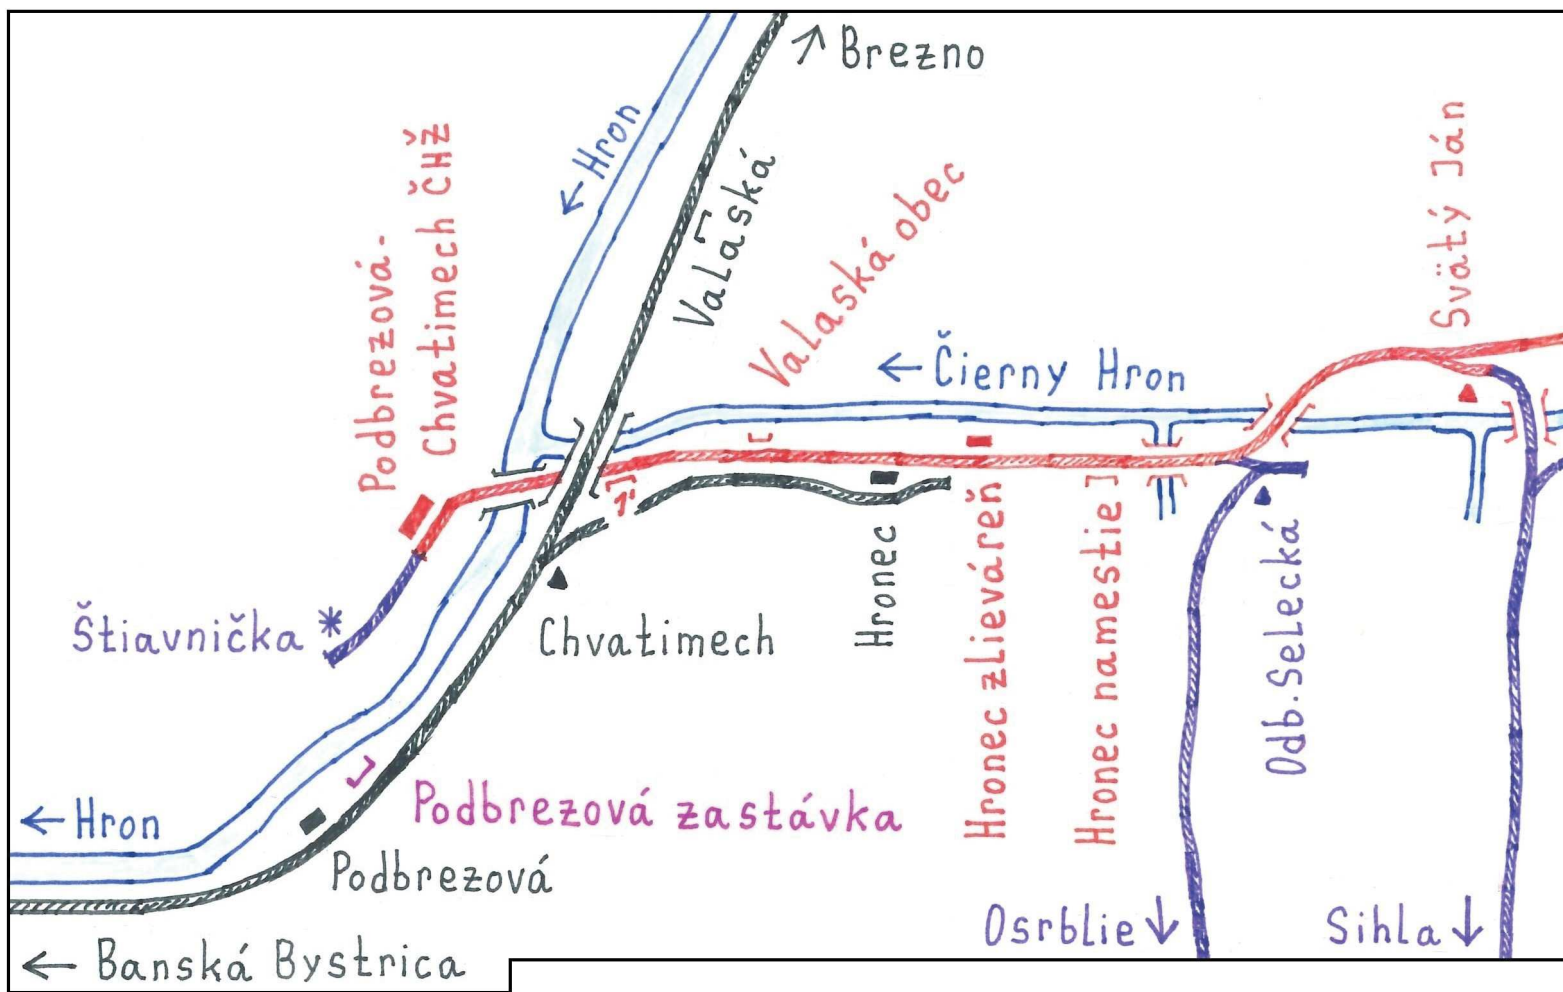 Brezno
Hron
Valaská
Podbrezová-
Chvatimech ČHŽ
Valaská obec
Svätý Ján
Čierny Hron
1'
Štiavnička *
Chvatimech
Hronec
Hronec zlieváreň
Hronec namestie
Odb. Selecká
Podbrezová zastávka
Hron
Podbrezová
Osrblie
Sihla
Banská Bystrica